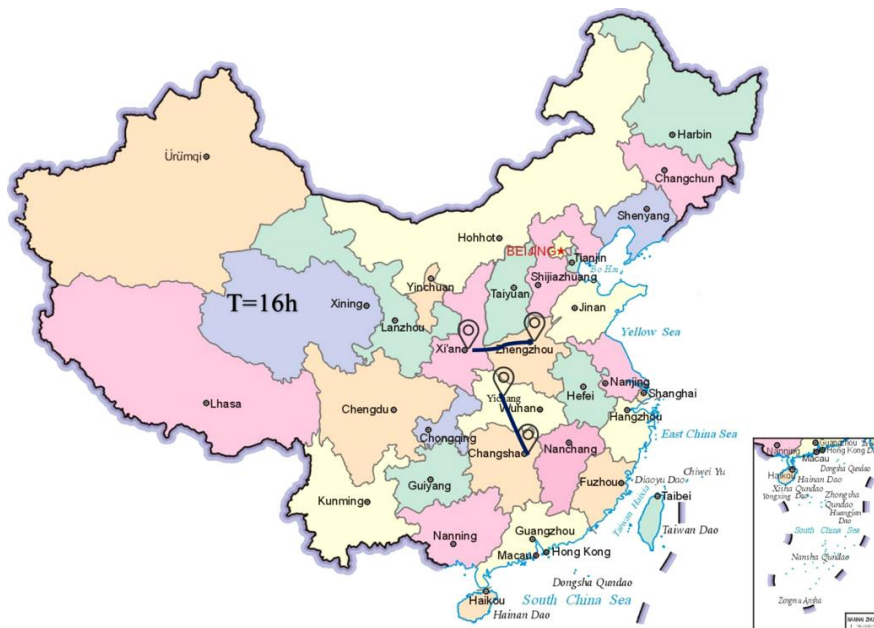 Harbin
Ürümqi
Changchun
Shenyang
Hohhot
BEIJING
Tianjin
Bo Hai
Yinchuan
Shijiazhuang
Taiyuan
T=16h
Xining
Jinan
Lanzhou
Yellow Sea
Xi'an
Zhengzhou
Nanjing
Hefei
Shanghai
Lhasa
Chengdu
Yichang
Wuhan
Hangzhou
Chongqing
East China Sea
Changsha
Nanchang
Chiwei Yu
Guiyang
Fuzhou
Diaoyu Dao
Kunming
Taiwan Haixia
Taibei
Nanning
Guangzhou
Taiwan Dao
Macau
Hong Kong
Dongsha Qundao
Haikou
South China Sea
Hainan Dao
Guangzhou
Nanning
Macau
Hong Kong
Haikou
Dongsha Qundao
Hainan Dao
Xisha Qundao
Yongxing Dao
Zhongsha
Qundao
Huangyan
Dao
South China Sea
Nansha Qundao